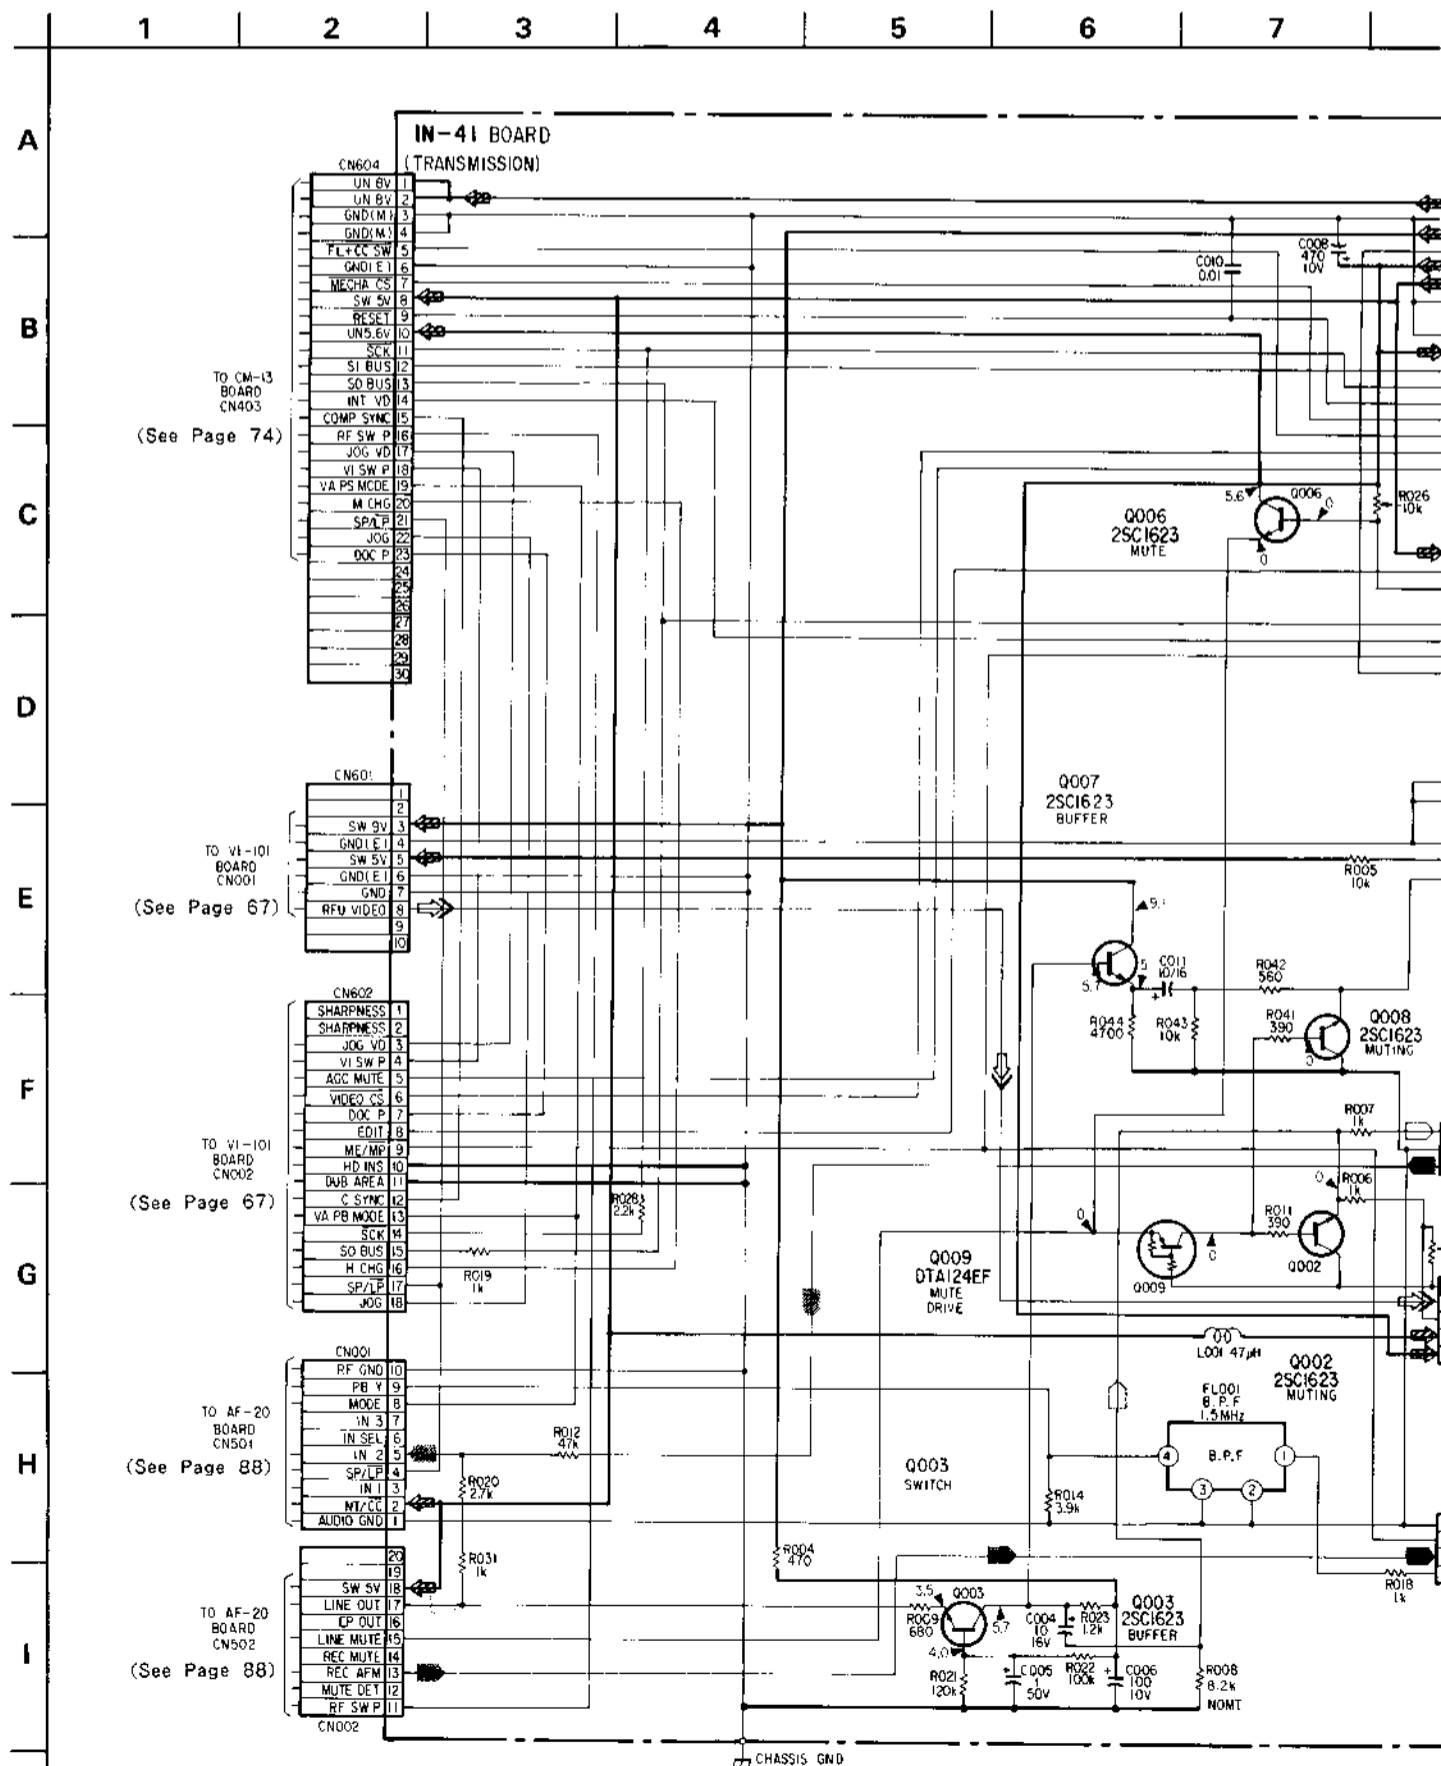 1 2 3 4 5 6 7
A
B
C
D
E
F
G
H
I
IN-41 BOARD
(TRANSMISSION)
CN604
UN 8V 1
UN 8V 2
GND(M) 3
GND(M) 4
FL+CC SW 5
GND(E) 6
MECHA CS 7
SW 5V 8
RESET 9
UN5.6V 10
SCK 11
SI BUS 12
SO BUS 13
INT VD 14
COMP SYNC 15
RF SW P 16
JOG VD 17
VI SW P 18
VA PS MODE 19
M CHG 20
SP/LP 21
JOG 22
DOC P 23
24
25
26
27
28
29
30
TO CM-13
BOARD
CN403
(See Page 74)
C010
0.01
C008
470
10V
+
5.6
Q006
0
0
R026
10k
Q006
2SC1623
MUTE
CN601
1
2
SW 9V 3
GND(E) 4
SW 5V 5
GND(E) 6
GND 7
RFU VIDEO 8
9
10
TO VI-101
BOARD
CN001
(See Page 67)
Q007
2SC1623
BUFFER
R005
10k
9.1
5.7
5
C011
10/16
+
R042
560
R044
4700
R043
10k
R041
390
0
Q008
2SC1623
MUTING
CN602
SHARPNESS 1
SHARPNESS 2
JOG VD 3
VI SW P 4
AGC MUTE 5
VIDEO CS 6
DOC P 7
EDIT 8
ME/MP 9
HD INS 10
DUB AREA 11
C SYNC 12
VA PB MODE 13
SCK 14
SO BUS 15
H CHG 16
SP/LP 17
JOG 18
TO VI-101
BOARD
CN002
(See Page 67)
R028
2.2k
R019
1k
R007
1k
R006
1k
0
R011
390
Q002
0
0
Q009
Q009
DTA124EF
MUTE
DRIVE
L001 47μH
Q002
2SC1623
MUTING
CN001
RF GND 10
PB Y 9
MODE 8
IN 3 7
IN SEL 6
IN 2 5
SP/LP 4
IN 1 3
NT/CC 2
AUDIO GND 1
TO AF-20
BOARD
CN501
(See Page 88)
R012
47k
R020
2.7k
R031
1k
Q003
SWITCH
FL001
B.P.F
1.5MHz
B.P.F
4 1
3 2
R014
3.9k
R004
470
R018
1k
20
19
SW 5V 18
LINE OUT 17
EP OUT 16
LINE MUTE 15
REC MUTE 14
REC AFM 13
MUTE DET 12
RF SW P 11
CN002
TO AF-20
BOARD
CN502
(See Page 88)
3.5
Q003
R009
680
5.7
4.0
C004
10
16V
+
R023
1.2k
Q003
2SC1623
BUFFER
R021
120k
+
C005
1
50V
R022
100k
+
C006
100
10V
R008
8.2k
NOMT
CHASSIS GND